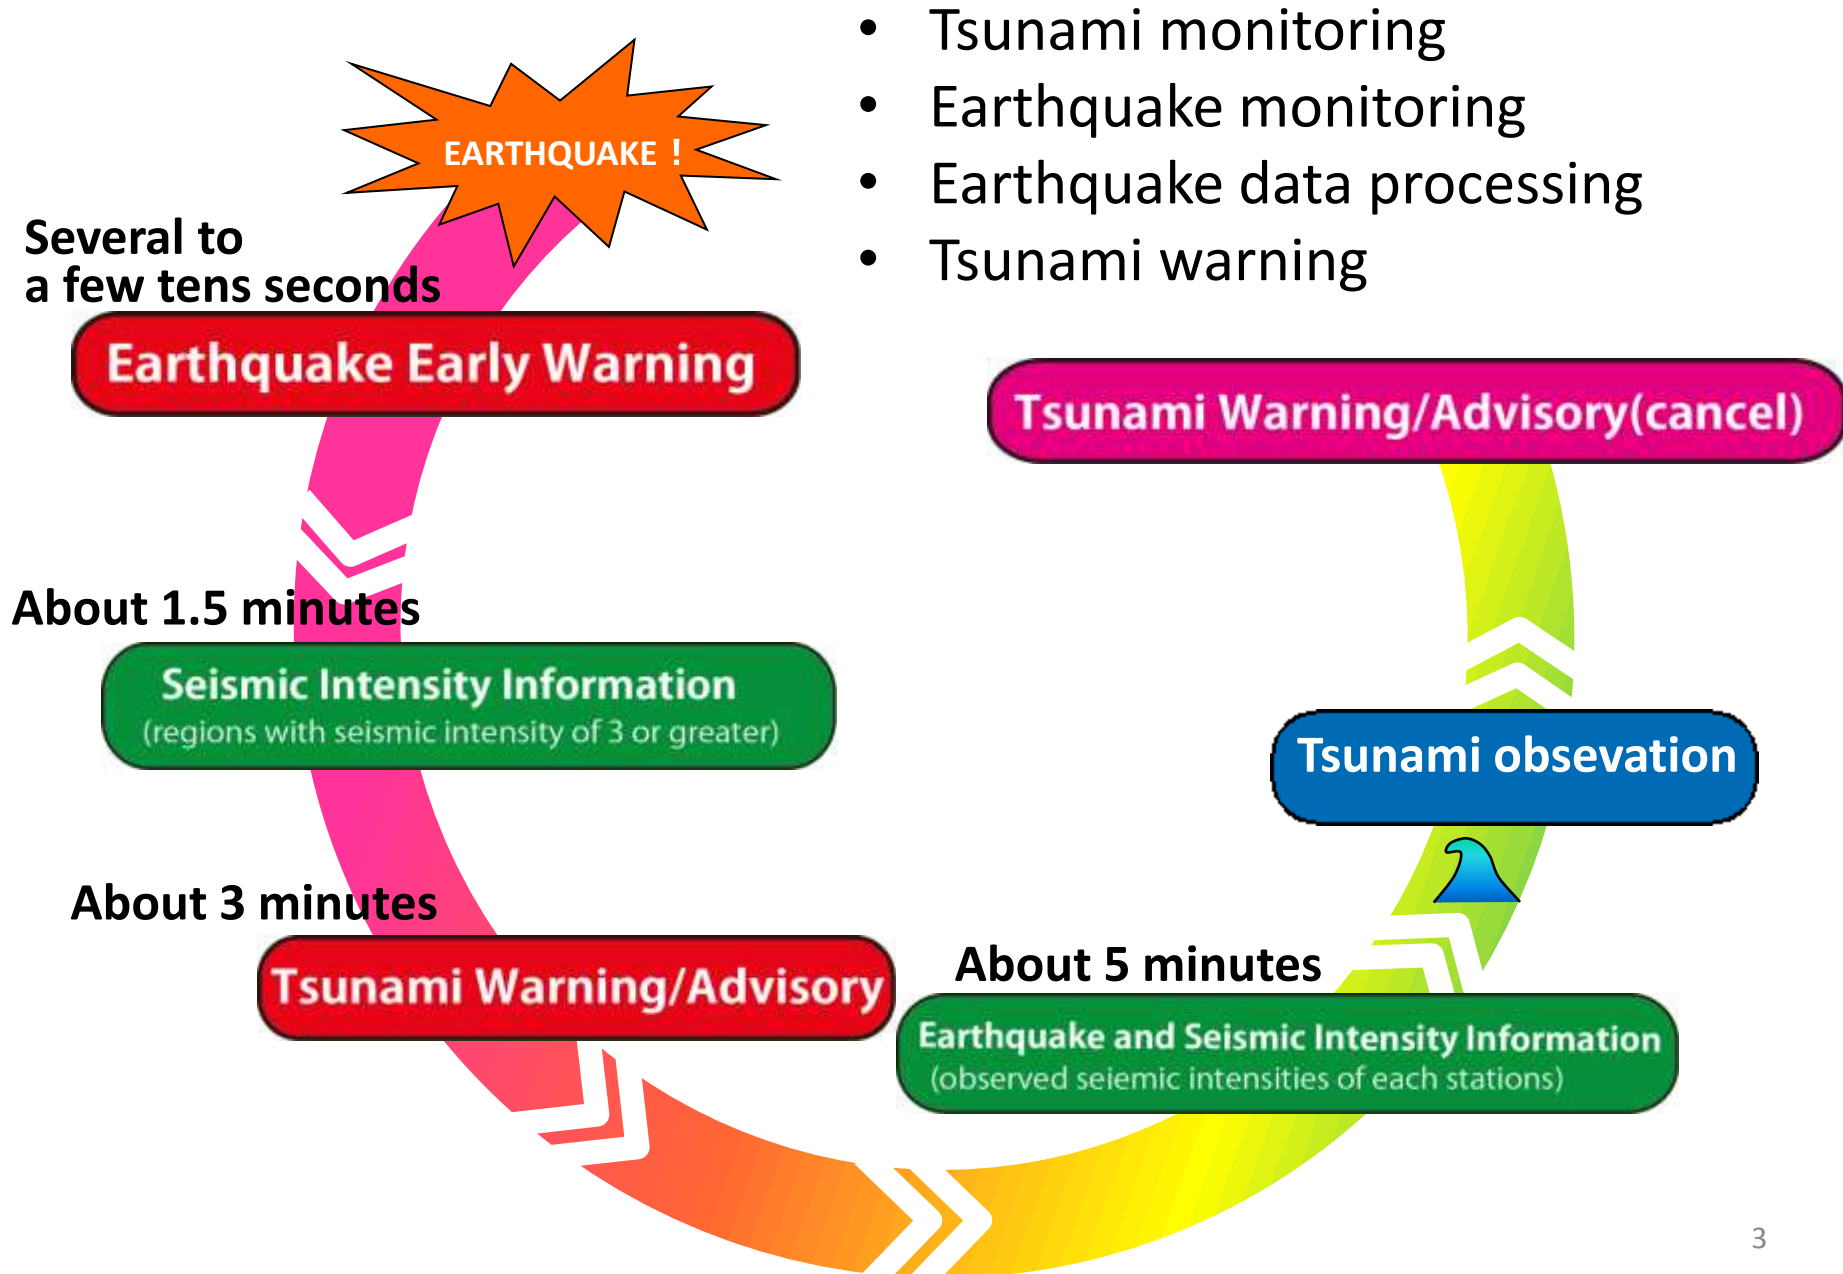 • Tsunami monitoring
• Earthquake monitoring
• Earthquake data processing
• Tsunami warning
EARTHQUAKE !
Several to
a few tens seconds
Earthquake Early Warning
About 1.5 minutes
Seismic Intensity Information
(regions with seismic intensity of 3 or greater)
About 3 minutes
Tsunami Warning/Advisory
About 5 minutes
Earthquake and Seismic Intensity Information
(observed seiemic intensities of each stations)
Tsunami obsevation
Tsunami Warning/Advisory(cancel)
3